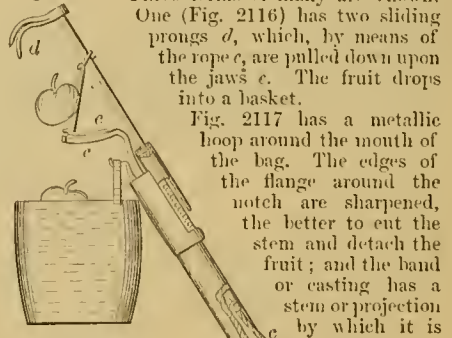 One (Fig. 2116) has two sliding
prongs d, which, by means of
the rope c, are pulled down upon
the jaws e. The fruit drops
into a basket.
Fig. 2117 has a metallic
hoop around the mouth of
the bag. The edges of
the flange around the
notch are sharpened,
the better to cut the
stem and detach the
fruit; and the band
or casting has a
stem or projection
by which it is
d
c
e
e
c